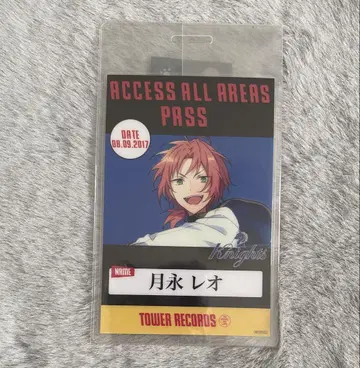 ACCESS ALL AREAS
PASS
DATE
08.09.2017
Knights
NAME
月永 レオ
TOWER RECORDS